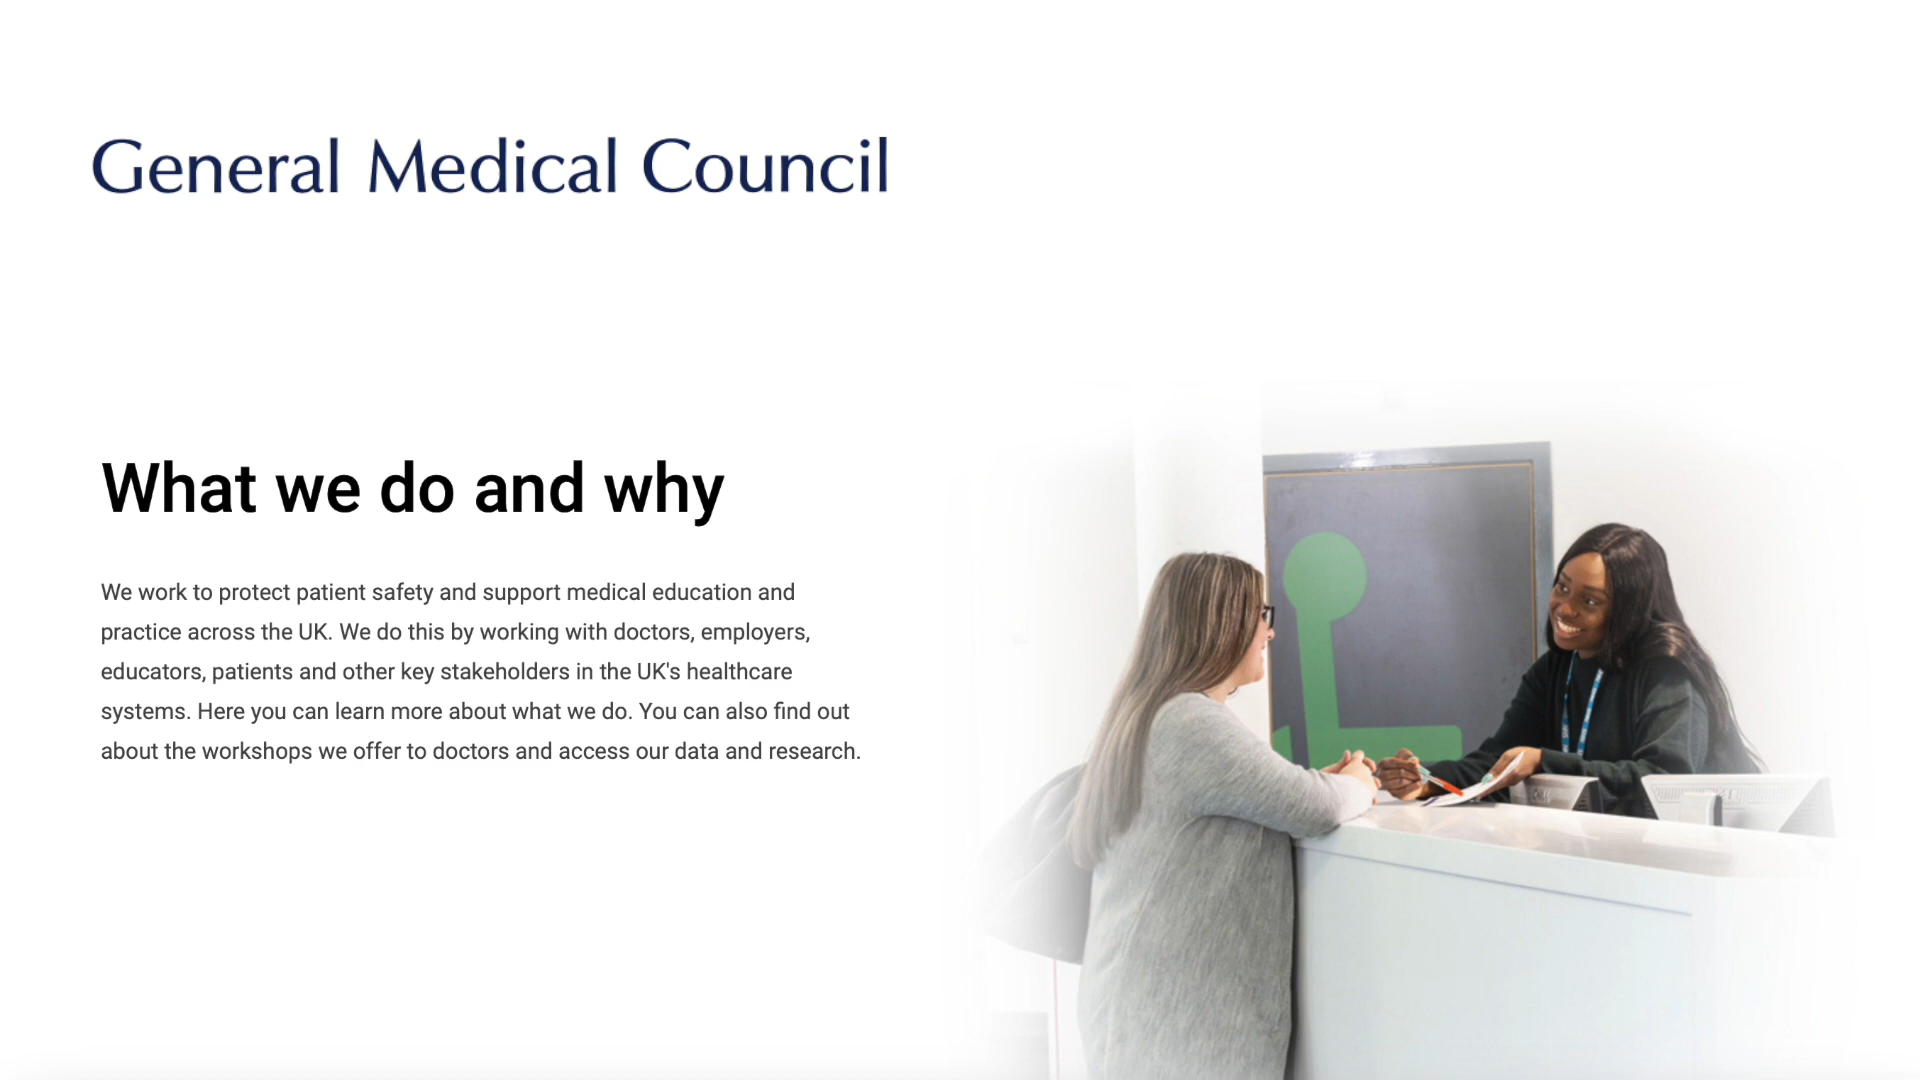 General Medical Council
What we do and why
We work to protect patient safety and support medical education and
practice across the UK. We do this by working with doctors, employers,
educators, patients and other key stakeholders in the UK's healthcare
systems. Here you can learn more about what we do. You can also find out
about the workshops we offer to doctors and access our data and research.